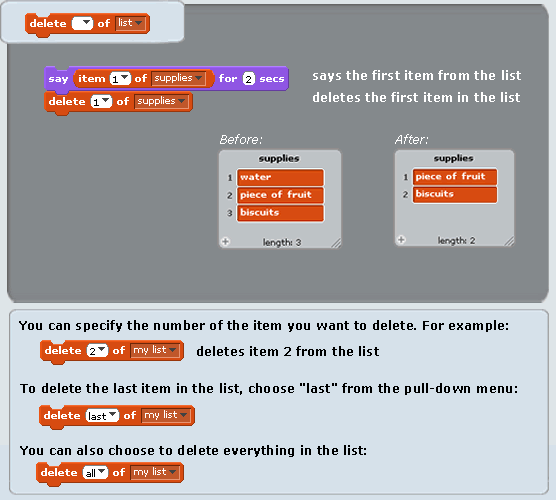 delete of list
say item 1 of supplies for 2 secs
says the first item from the list
delete 1 of supplies
deletes the first item in the list
Before:
supplies
1 water
2 piece of fruit
3 biscuits
+ length: 3
After:
supplies
1 piece of fruit
2 biscuits
+ length: 2
You can specify the number of the item you want to delete. For example:
delete 2 of my list deletes item 2 from the list
To delete the last item in the list, choose "last" from the pull-down menu:
delete last of my list
You can also choose to delete everything in the list:
delete all of my list